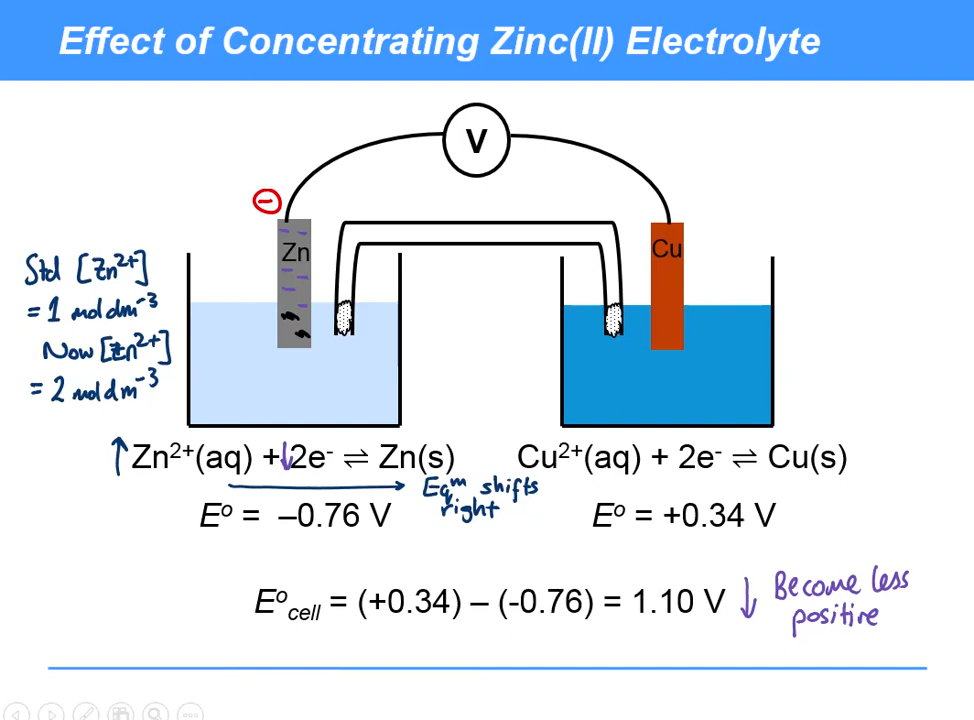 Effect of Concentrating Zinc(II) Electrolyte
V
Zn
Cu
Std [Zn²⁺]
= 1 mol dm⁻³
Now [Zn²⁺]
= 2 mol dm⁻³
↑ Zn²⁺(aq) + ↓2e⁻ ⇌ Zn(s)
Cu²⁺(aq) + 2e⁻ ⇌ Cu(s)
Eqᵐ shifts
right
Eᵒ = –0.76 V
Eᵒ = +0.34 V
Eᵒcell = (+0.34) – (-0.76) = 1.10 V
↓ Become less
positive